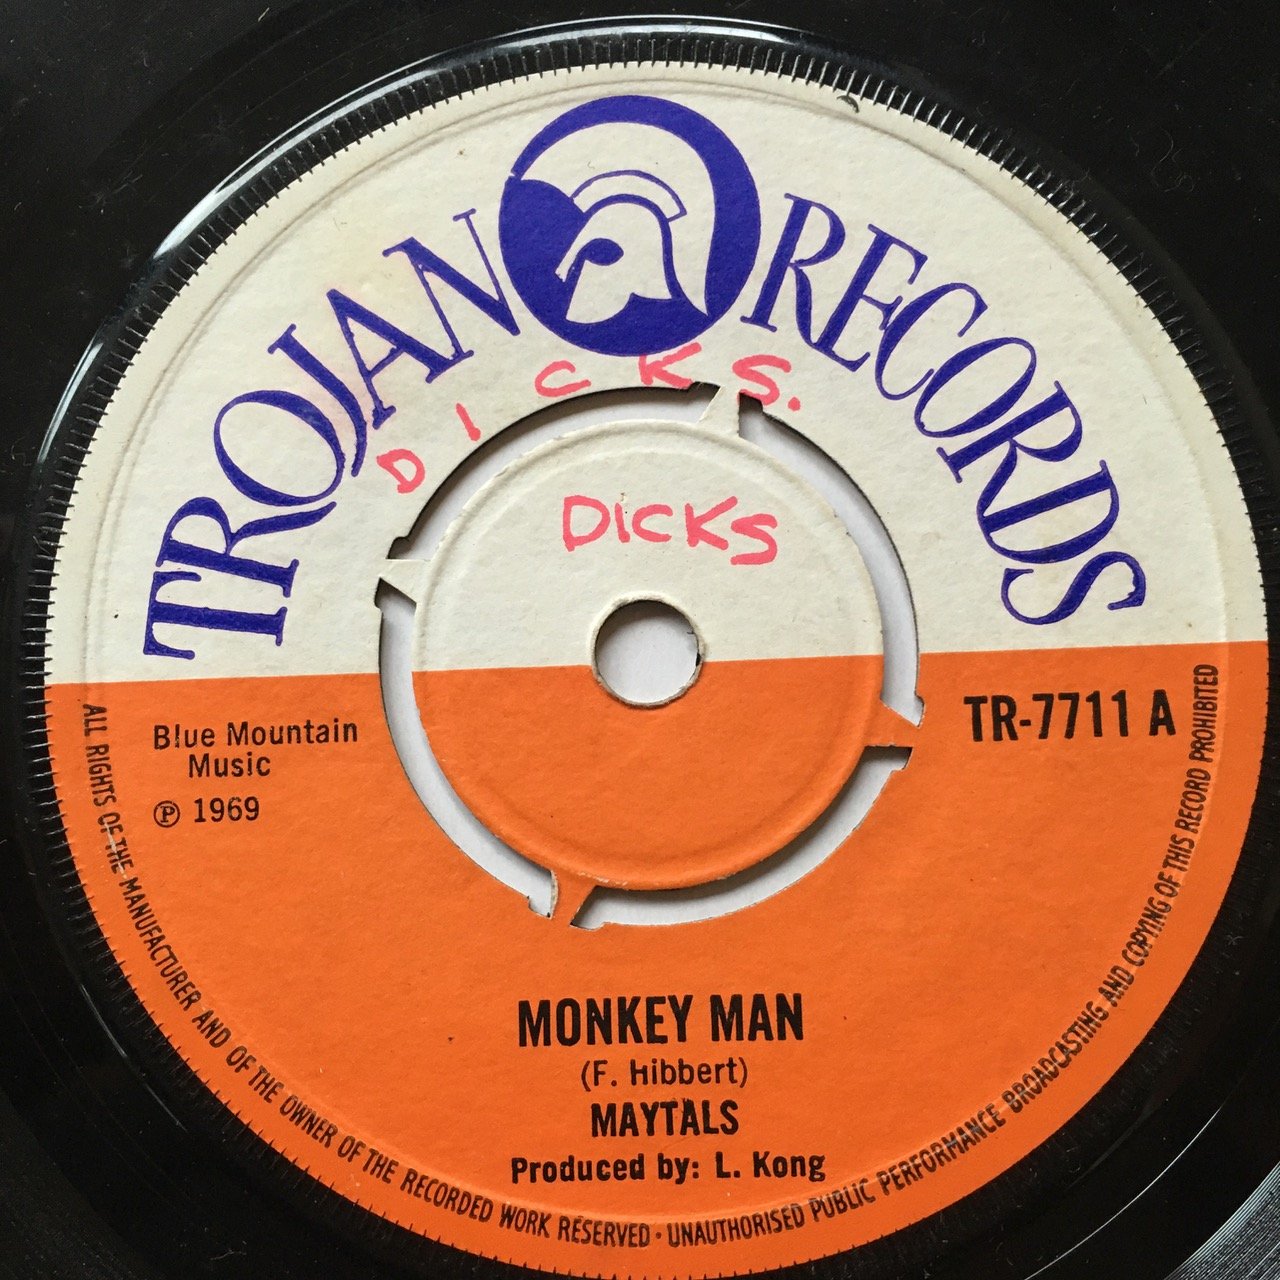 TROJAN RECORDS
D I C K S.
DICKS
TR-7711 A
Blue Mountain
Music
℗ 1969
MONKEY MAN
(F. Hibbert)
MAYTALS
Produced by: L. Kong
ALL RIGHTS OF THE MANUFACTURER AND OF THE OWNER OF THE RECORDED WORK RESERVED · UNAUTHORISED PUBLIC PERFORMANCE BROADCASTING AND COPYING OF THIS RECORD PROHIBITED